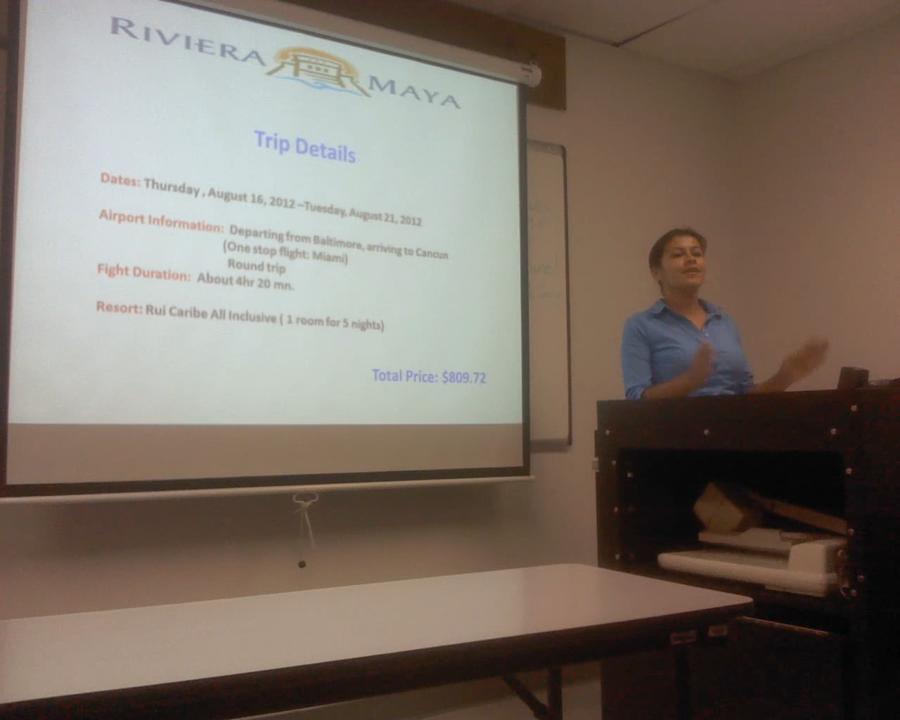 RIVIERA MAYA
Trip Details
Dates: Thursday , August 16, 2012 –Tuesday, August 21, 2012
Airport Information: Departing from Baltimore, arriving to Cancun
(One stop flight: Miami)
Round trip
Fight Duration: About 4hr 20 mn.
Resort: Rui Caribe All Inclusive ( 1 room for 5 nights)
Total Price: $809.72